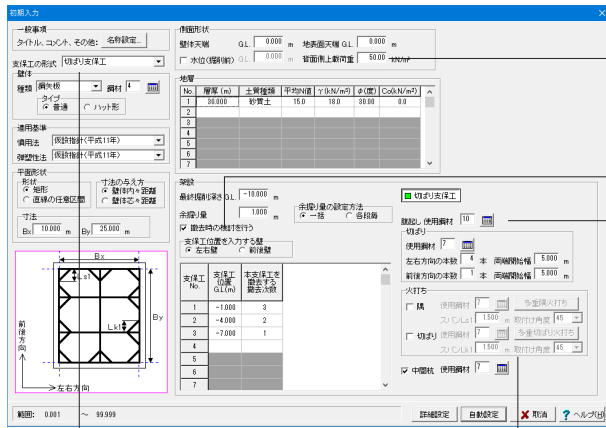 初期入力
一般事項
タイトル、コメント、その他: 名称設定...
支保工の形式 切ばり支保工
壁体
種類 鋼矢板 鋼材 4
タイプ
普通 ハット形
適用基準
慣用法 仮設指針(平成11年)
弾塑性法 仮設指針(平成11年)
平面形状
形状
矩形
直線の任意区間
寸法の与え方
壁体内々距離
壁体芯々距離
寸法
Bx 10.000 m By 25.000 m
Bx
Ls1
Lk1
By
前後方向
左右方向
側面形状
壁体天端 G.L. 0.000 m 地表面天端 G.L. 0.000 m
水位(掘削前) G.L. 0.000 m 背面側上載荷重 50.00 kN/m²
地層
No. 層厚(m) 土質種類 平均N値 γ(kN/m³) φ(度) Co(kN/m²)
1 30.000 砂質土 15.0 18.0 30.00 0.0
2
3
4
5
6
7
架設
最終掘削深さ G.L. -10.000 m
余掘り量 1.000 m
余掘り量の設定方法
一括 各段毎
撤去時の検討を行う
支保工位置を入力する壁
左右壁 前後壁
支保工No. 支保工位置G.L(m) 本支保工を撤去する撤去次数
1 -1.000 3
2 -4.000 2
3 -7.000 1
4
5
6
7
切ばり支保工
腹起し 使用鋼材 10
切ばり
使用鋼材 7
左右方向の本数 4 本 両端開始幅 5.000 m
前後方向の本数 1 本 両端開始幅 5.000 m
火打ち
隅 使用鋼材 7 多重隅火打ち
スパンLs1 1.500 m 取付け角度 45
切ばり 使用鋼材 7 多重切ばり火打ち
スパンLk1 1.500 m 取付け角度 45
中間杭 使用鋼材 7
範囲: 0.001 ～ 99.999
詳細設定 自動設定 取消 ? ヘルプ(H)